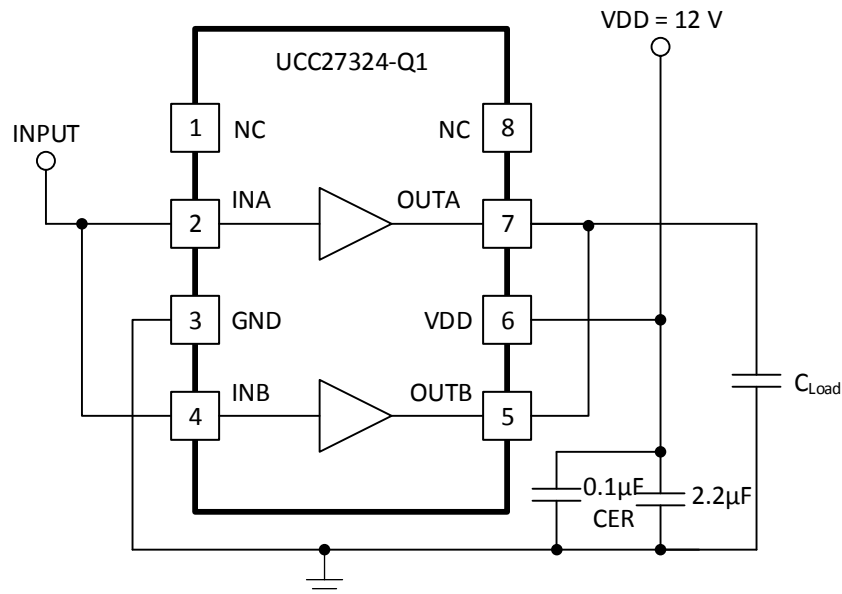 VDD = 12 V
UCC27324-Q1
INPUT
1 NC
NC 8
2 INA
OUTA 7
3 GND
VDD 6
4 INB
OUTB 5
CLoad
0.1µF
CER
2.2µF